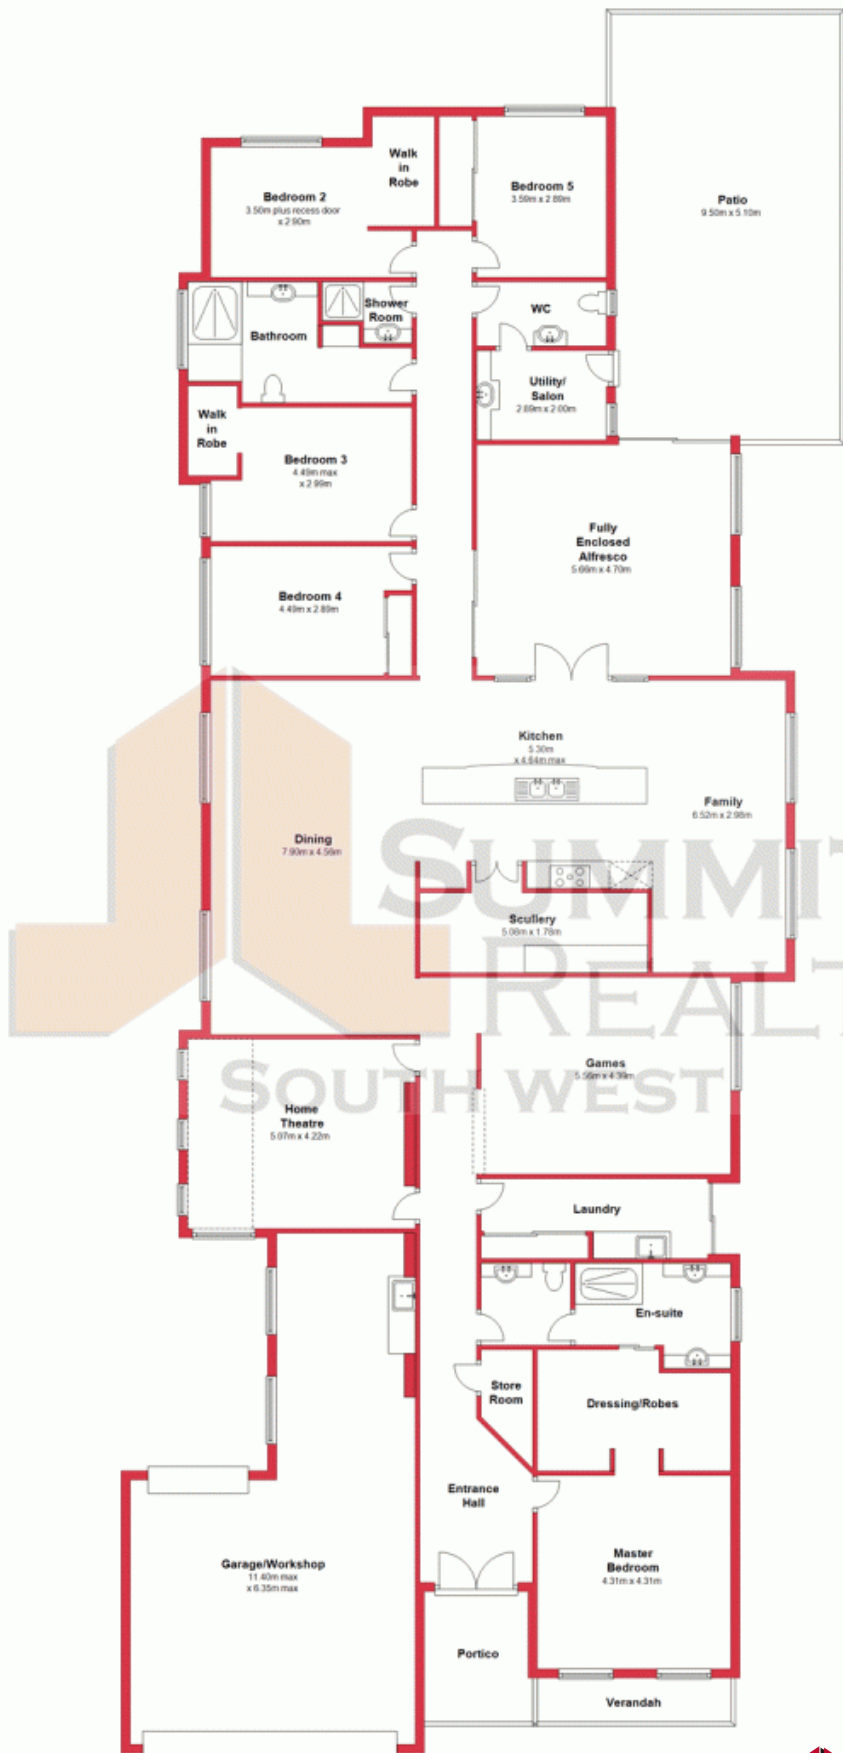 Walk
in
Robe
Bedroom 2
3.50m plus recess door
x 2.90m
Bedroom 5
3.59m x 2.89m
Patio
9.50m x 5.10m
Shower
Room
WC
Bathroom
Utility/
Salon
2.89m x 2.00m
Walk
in
Robe
Bedroom 3
4.49m max
x 2.99m
Fully
Enclosed
Alfresco
5.66m x 4.70m
Bedroom 4
4.49m x 2.89m
Kitchen
5.30m
x 4.64m max
Family
6.52m x 2.98m
Dining
7.90m x 4.56m
SUMMIT
Scullery
5.08m x 1.78m
REALT
Games
5.56m x 4.39m
SOUTH WEST
Home
Theatre
5.07m x 4.22m
Laundry
En-suite
Store
Room
Dressing/Robes
Entrance
Hall
Master
Bedroom
4.31m x 4.31m
Garage/Workshop
11.40m max
x 6.35m max
Portico
Verandah